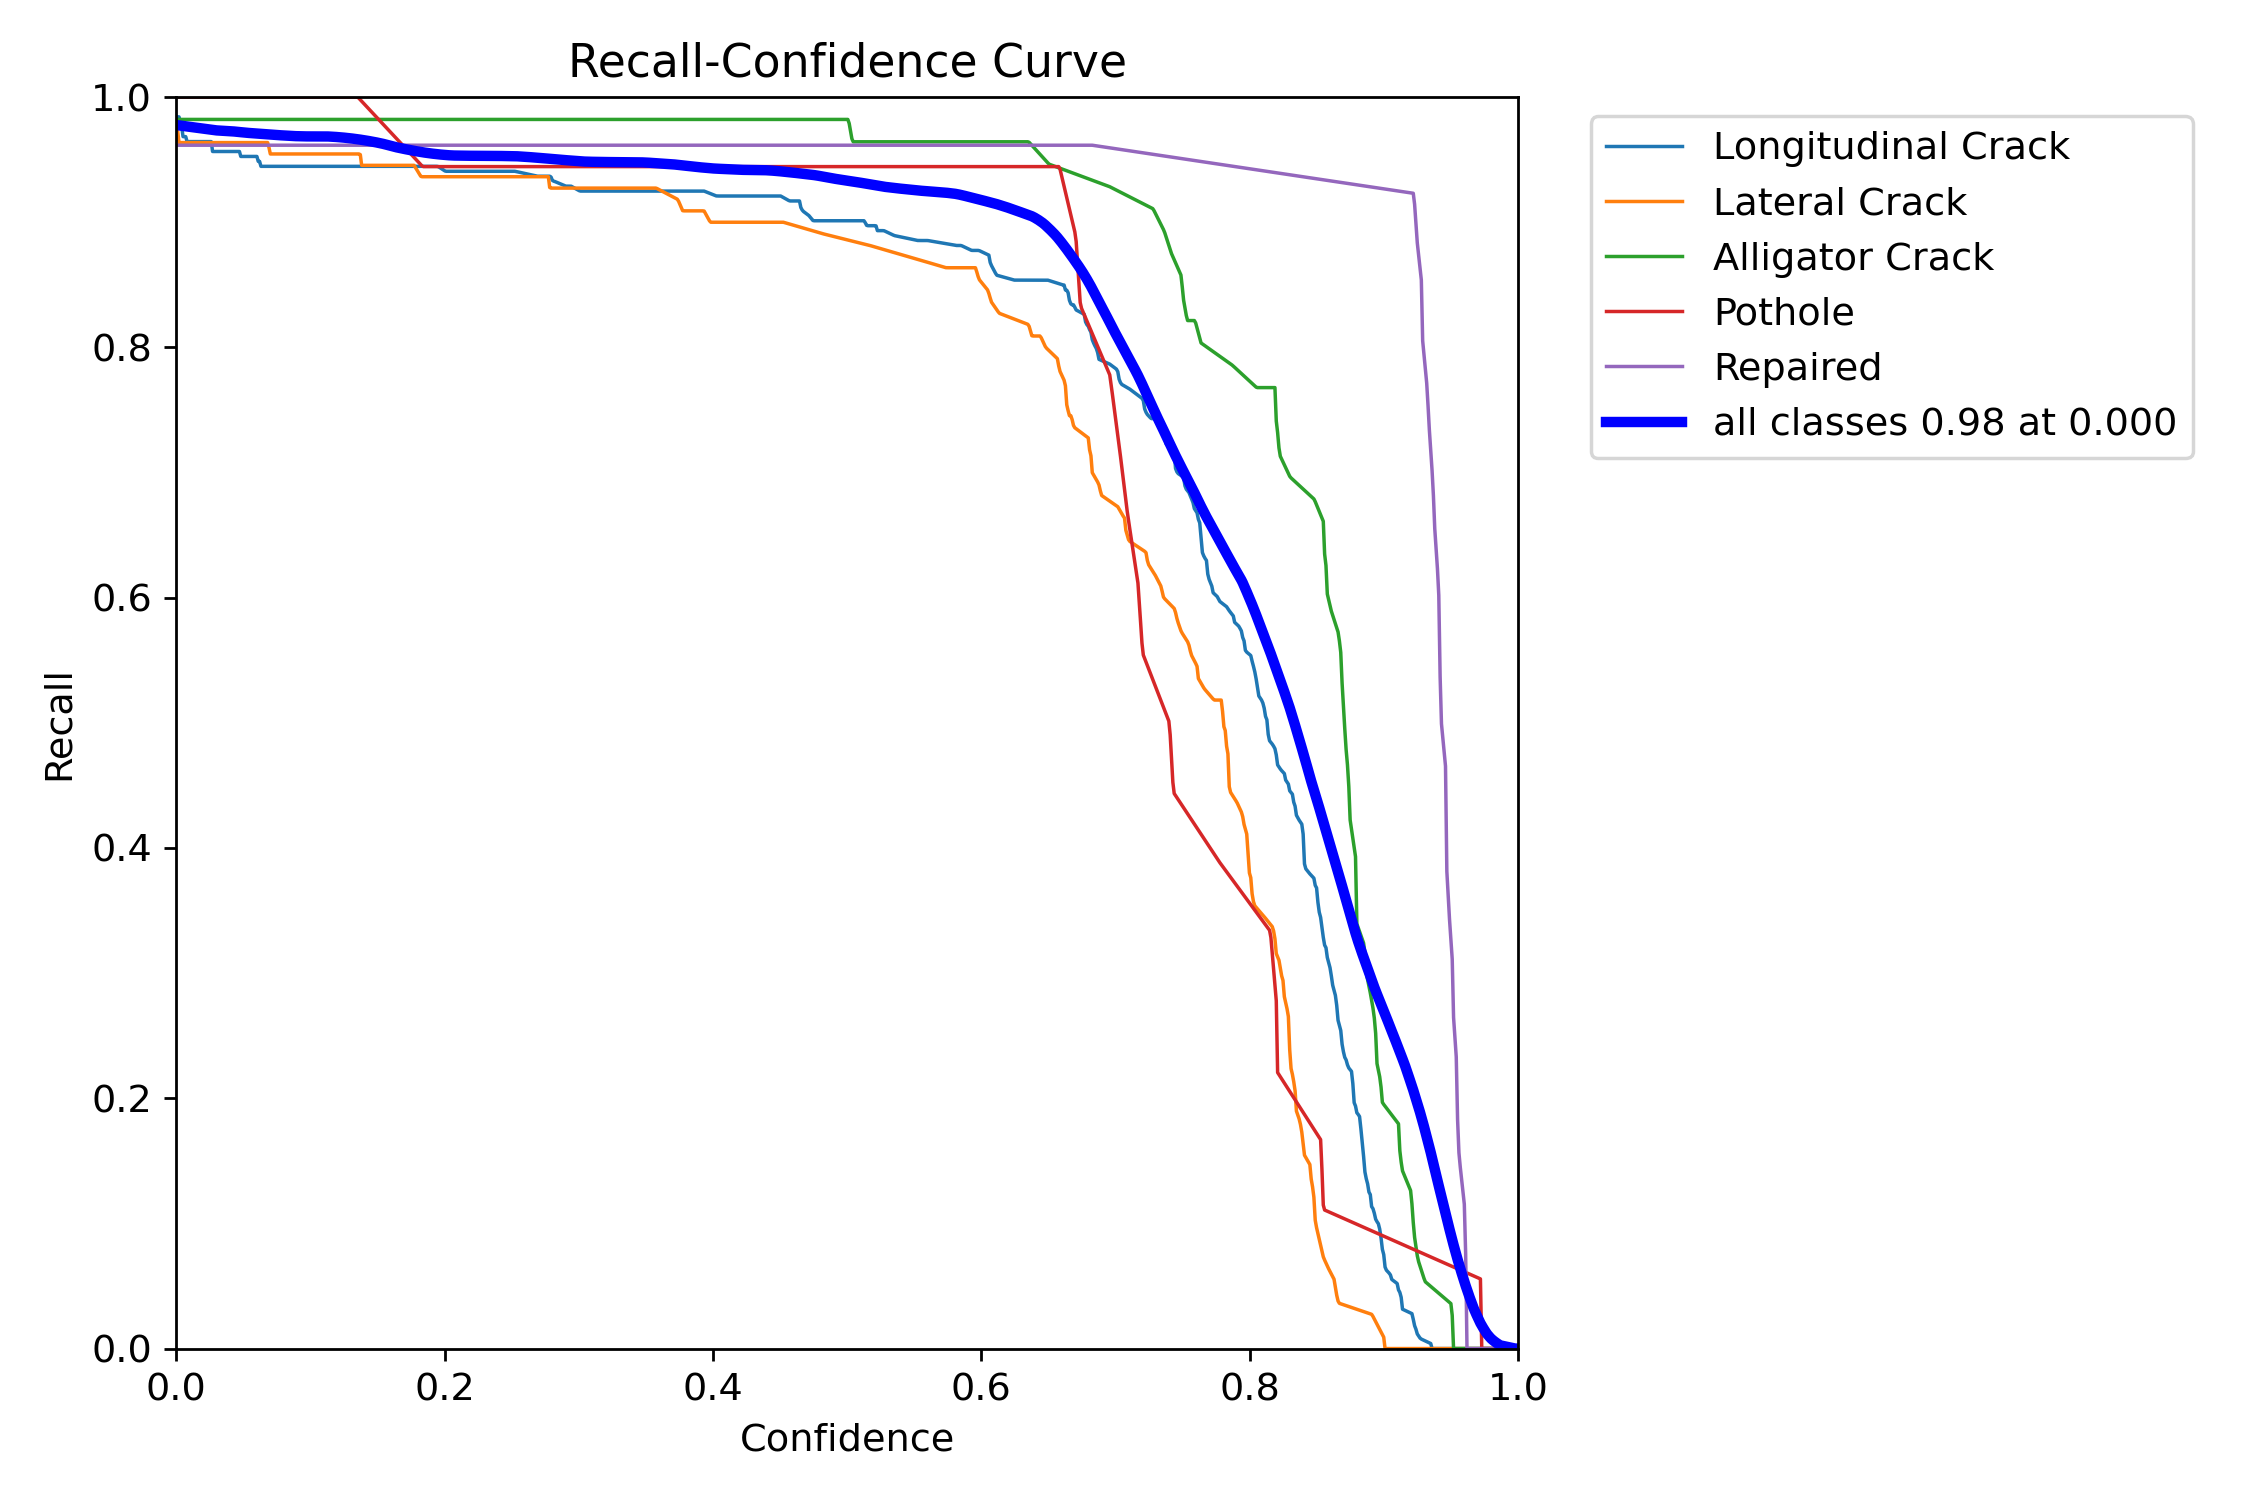 Recall-Confidence Curve
1.0
0.8
0.6
0.4
0.2
0.0
Recall
0.0 0.2 0.4 0.6 0.8 1.0
Confidence
Longitudinal Crack
Lateral Crack
Alligator Crack
Pothole
Repaired
all classes 0.98 at 0.000